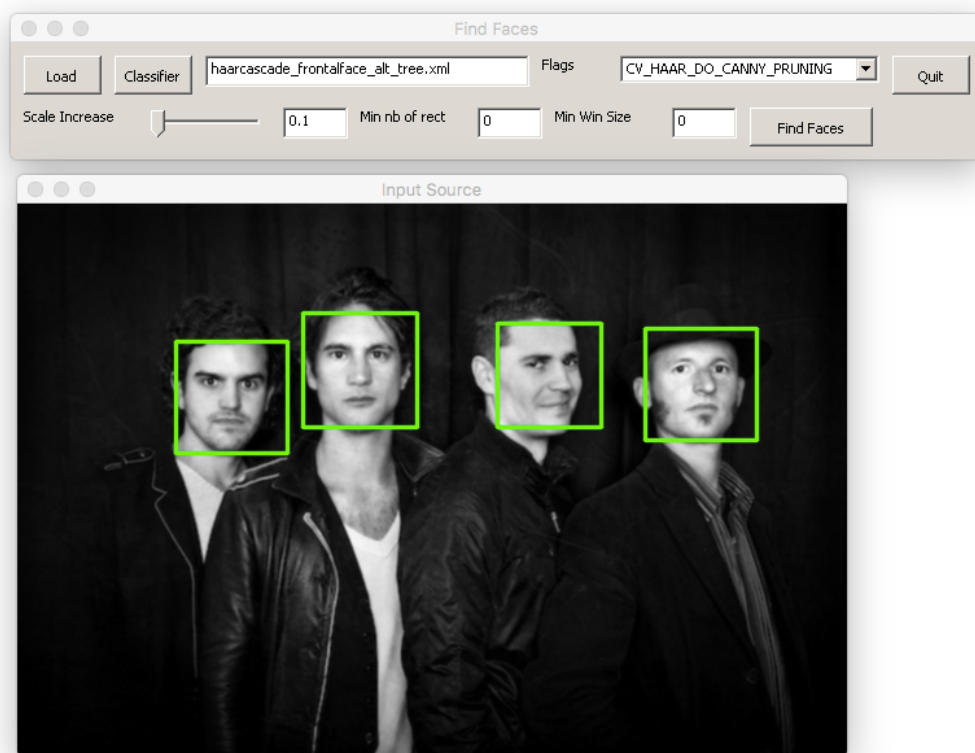 Find Faces
Load Classifier haarcascade_frontalface_alt_tree.xml Flags CV_HAAR_DO_CANNY_PRUNING Quit
Scale Increase 0.1 Min nb of rect 0 Min Win Size 0 Find Faces
Input Source